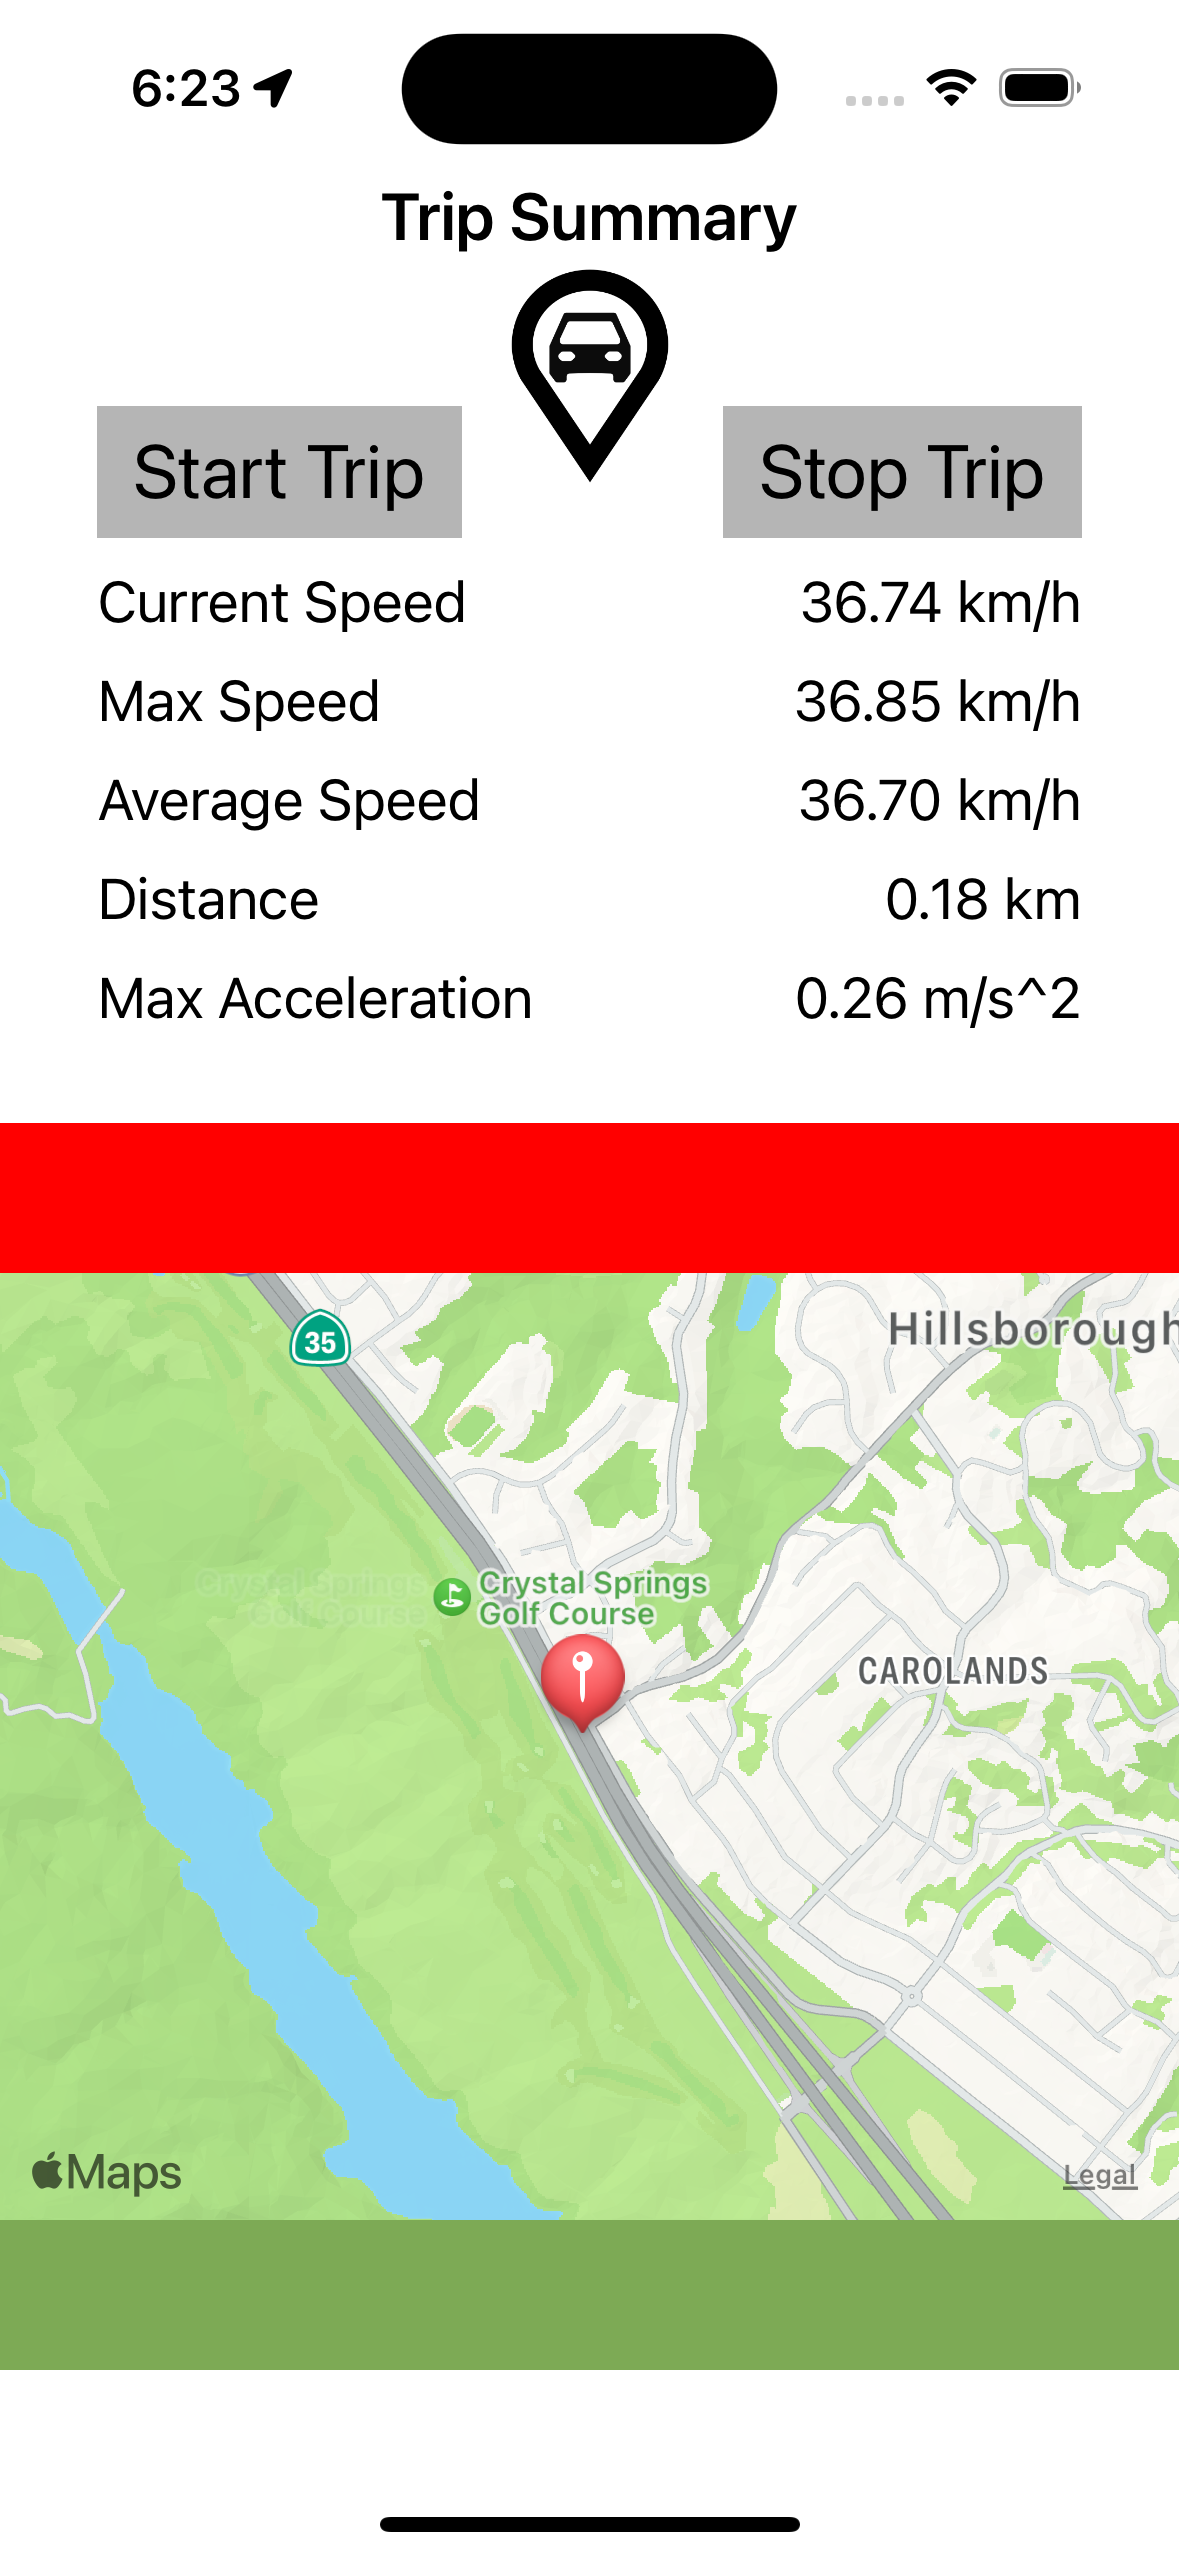 6:23
Trip Summary
Start Trip
Stop Trip
Current Speed 36.74 km/h
Max Speed 36.85 km/h
Average Speed 36.70 km/h
Distance 0.18 km
Max Acceleration 0.26 m/s^2
35
Hillsborough
Crystal Springs
Golf Course
Crystal Springs
Golf Course
CAROLANDS
Maps
Legal